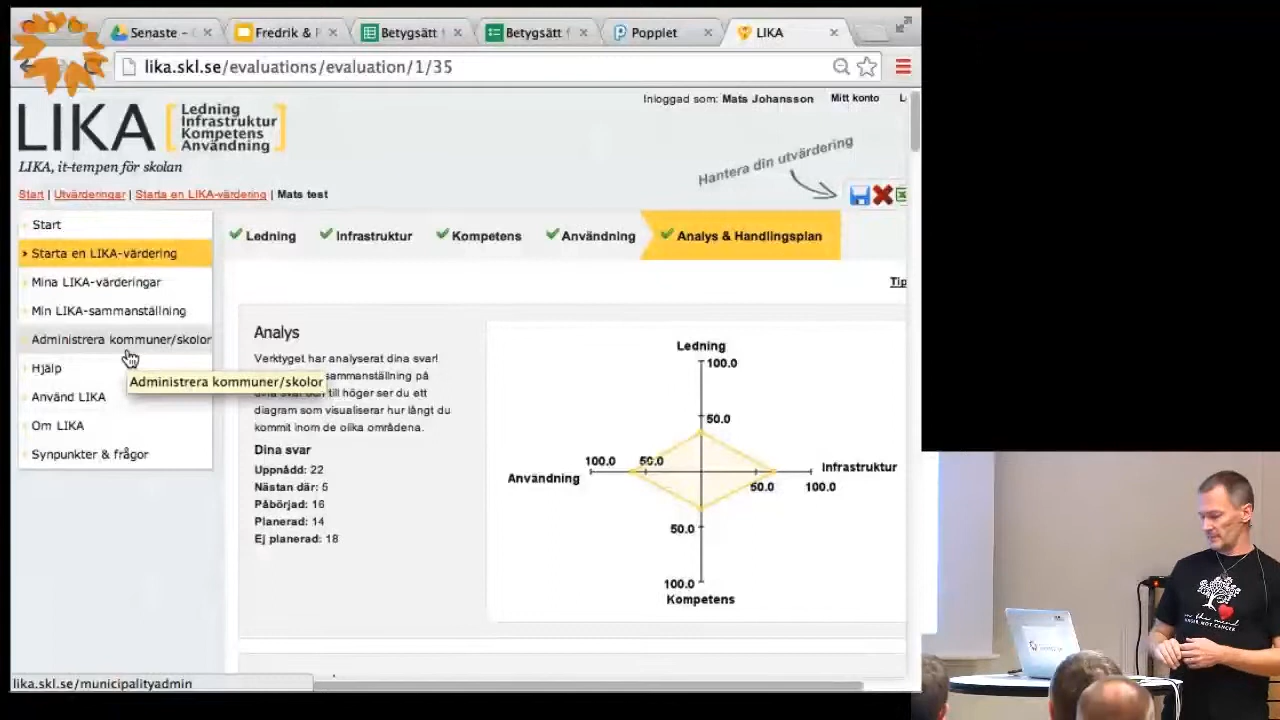 Senaste -
Fredrik &
Betygsätt
Betygsätt
Popplet
LIKA
lika.skl.se/evaluations/evaluation/1/35
Inloggad som: Mats Johansson
Mitt konto
LIKA
Ledning
Infrastruktur
Kompetens
Användning
LIKA, it-tempen för skolan
Hantera din utvärdering
Start | Utvärderingar | Starta en LIKA-värdering | Mats test
Start
Starta en LIKA-värdering
Mina LIKA-värderingar
Min LIKA-sammanställning
Administrera kommuner/skolor
Hjälp
Använd LIKA
Om LIKA
Synpunkter & frågor
Administrera kommuner/skolor
Ledning
Infrastruktur
Kompetens
Användning
Analys & Handlingsplan
Tip
Analys
Verktyget har analyserat dina svar!
sammanställning på
dina svar och till höger ser du ett
diagram som visualiserar hur långt du
kommit inom de olika områdena.
Dina svar
Uppnådd: 22
Nästan där: 5
Påbörjad: 16
Planerad: 14
Ej planerad: 18
Ledning
100.0
50.0
100.0 50.0
Användning
Infrastruktur
50.0 100.0
50.0
100.0
Kompetens
lika.skl.se/municipalityadmin